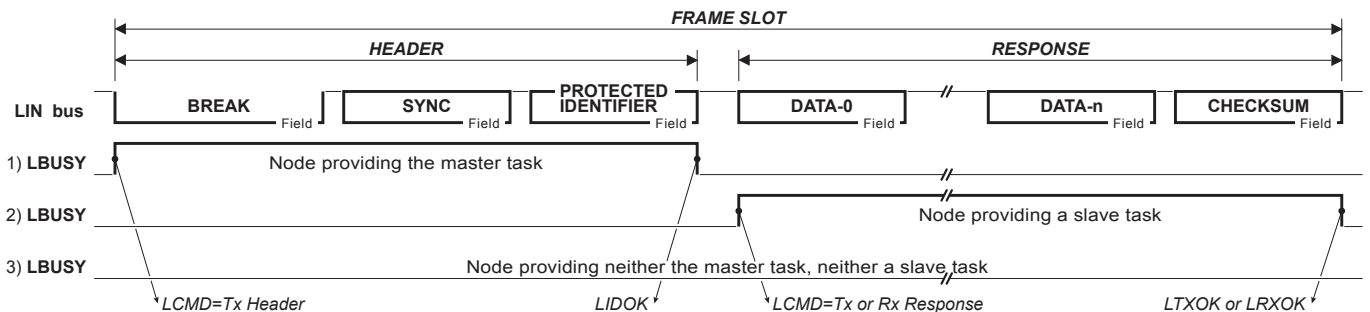 FRAME SLOT
HEADER RESPONSE
LIN bus BREAK Field SYNC Field PROTECTED IDENTIFIER Field DATA-0 Field DATA-n Field CHECKSUM Field
1) LBUSY Node providing the master task
2) LBUSY Node providing a slave task
3) LBUSY Node providing neither the master task, neither a slave task
LCMD=Tx Header LIDOK LCMD=Tx or Rx Response LTXOK or LRXOK